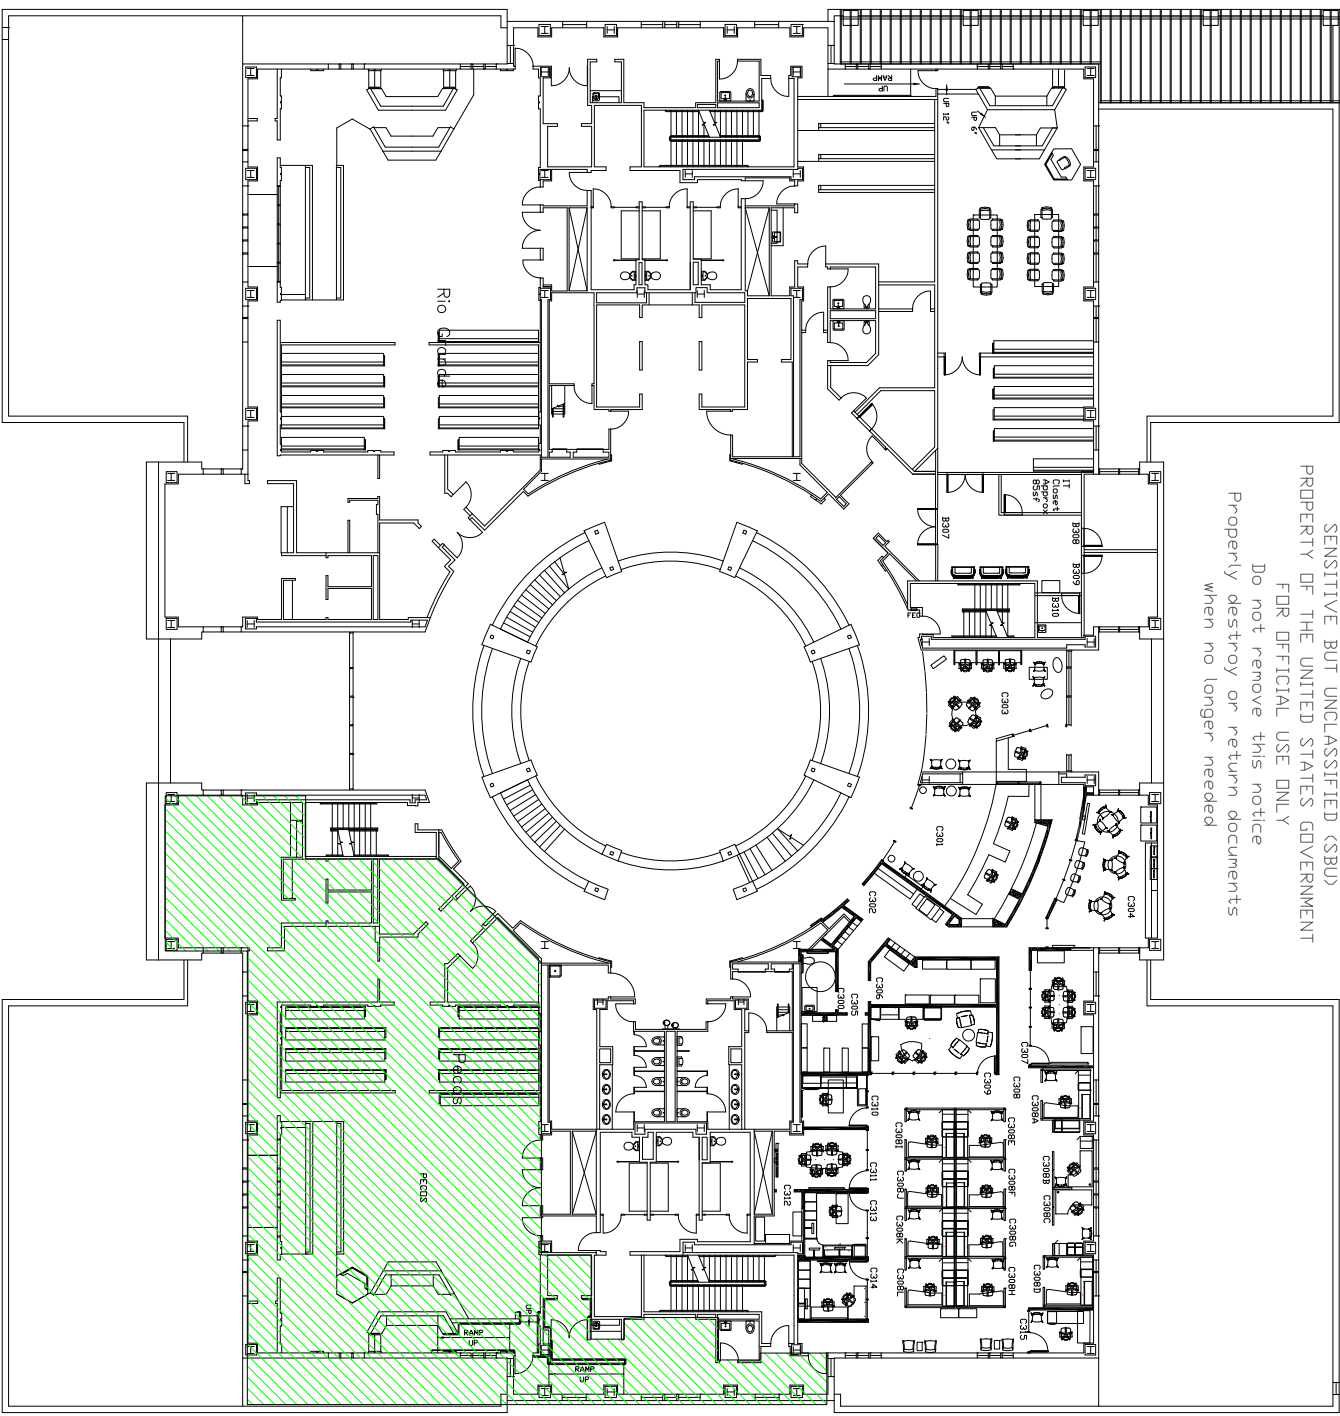 SENSITIVE BUT UNCLASSIFIED (SBU)
PROPERTY OF THE UNITED STATES GOVERNMENT
FOR OFFICIAL USE ONLY
Do not remove this notice
Properly destroy or return documents
when no longer needed
RAMP
UP
UP 12"
UP 6"
Rio Grande
IT
Closet
Approx
85sf
B307
B308
B309
B310
FEC
C303
C301
C304
C302
C300
C305
C306
C307
C308
C309
C308A
C310
C308E
C308I
C308B
C311
C312
C308F
C308J
C308C
C313
C308G
C308K
C308D
C314
C308H
C308L
C315
Pecos
PECOS
UP
RAMP
UP
RAMP
UP